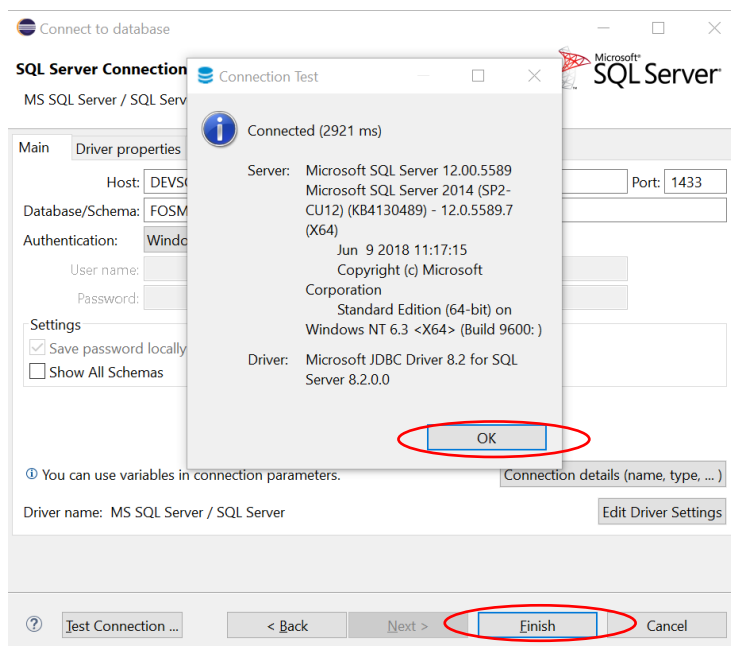 Connect to database
SQL Server Connection
MS SQL Server / SQL Serv
Microsoft®
SQL Server®
Main
Driver properties
Host:
DEVS
Port:
1433
Database/Schema:
FOSM
Authentication:
Windo
User name:
Password:
Settings
Save password locally
Show All Schemas
Connection Test
Connected (2921 ms)
Server:
Microsoft SQL Server 12.00.5589
Microsoft SQL Server 2014 (SP2-
CU12) (KB4130489) - 12.0.5589.7
(X64)
Jun 9 2018 11:17:15
Copyright (c) Microsoft
Corporation
Standard Edition (64-bit) on
Windows NT 6.3 <X64> (Build 9600: )
Driver:
Microsoft JDBC Driver 8.2 for SQL
Server 8.2.0.0
OK
You can use variables in connection parameters.
Connection details (name, type, ... )
Driver name: MS SQL Server / SQL Server
Edit Driver Settings
Test Connection ...
< Back
Next >
Finish
Cancel